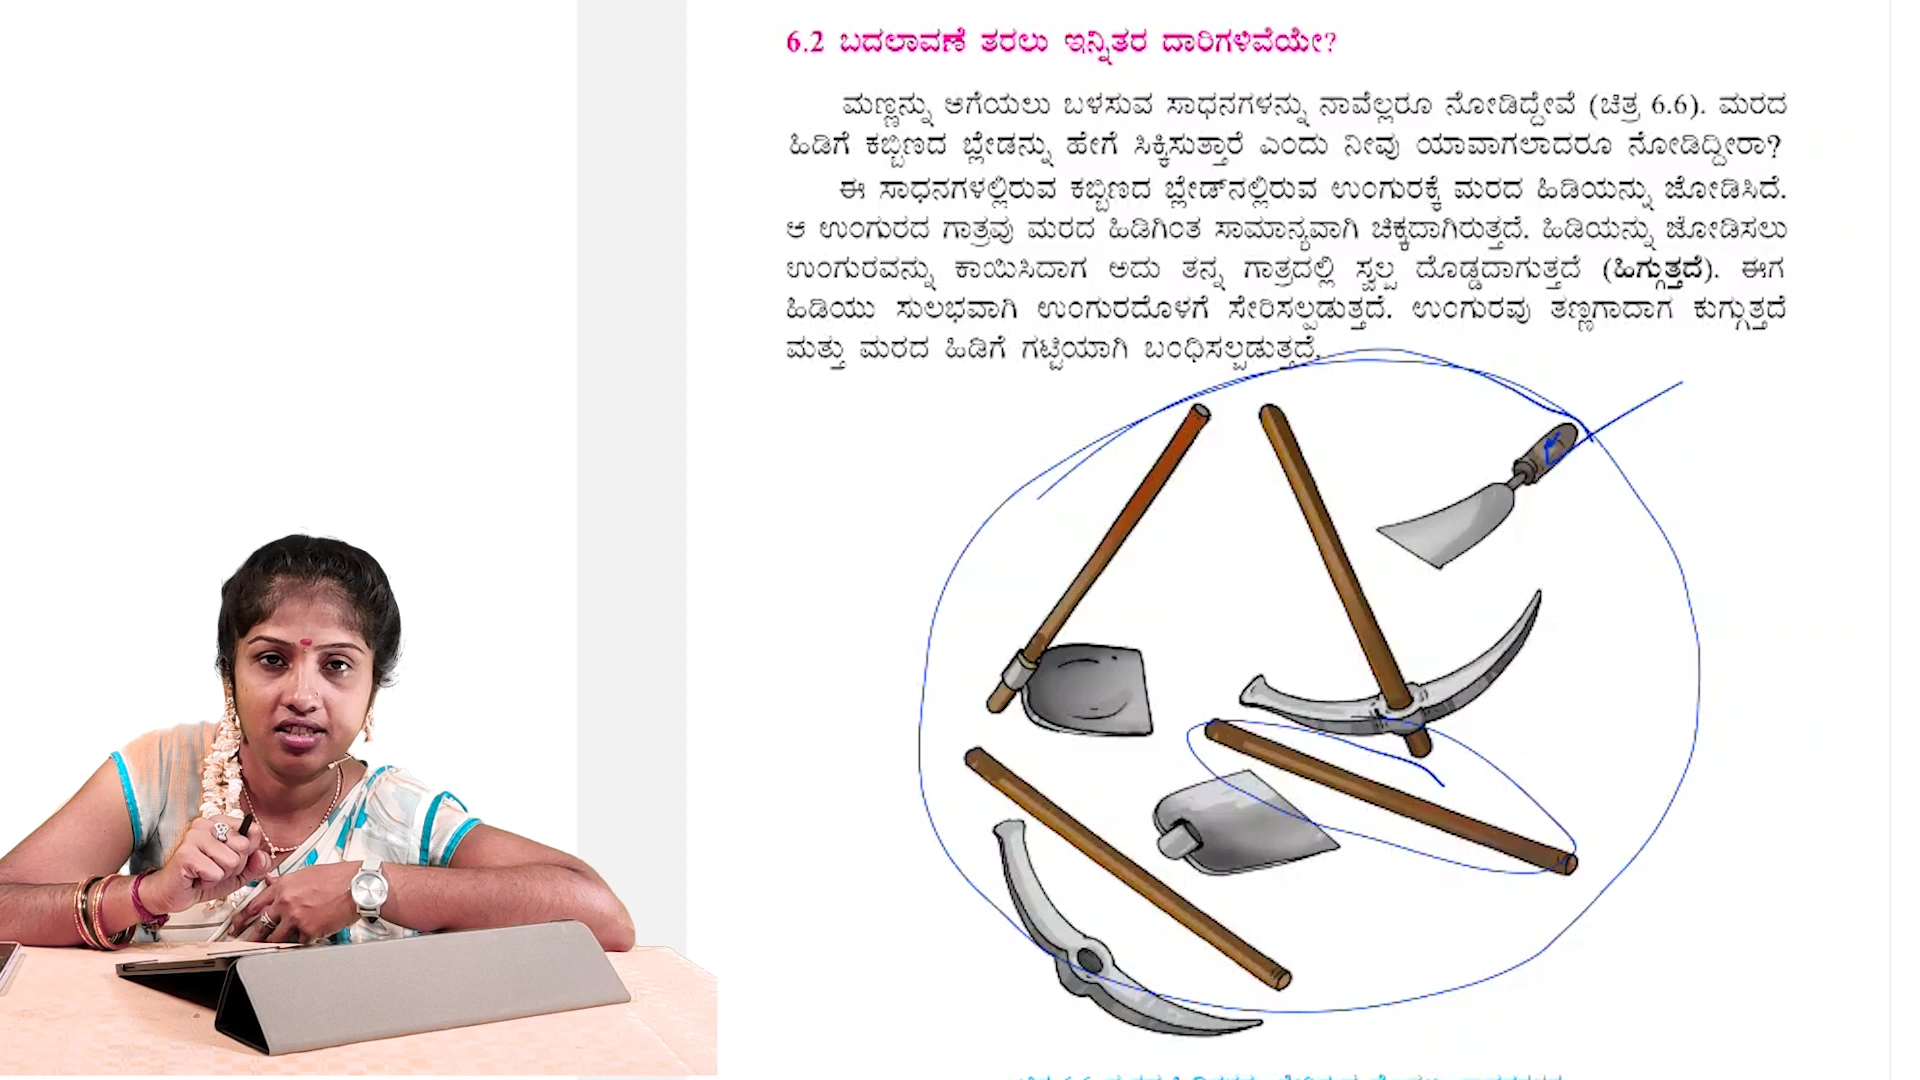 6.2 ಬದಲಾವಣೆ ತರಲು ಇನ್ನಿತರ ದಾರಿಗಳಿವೆಯೇ?
ಮಣ್ಣನ್ನು ಅಗೆಯಲು ಬಳಸುವ ಸಾಧನಗಳನ್ನು ನಾವೆಲ್ಲರೂ ನೋಡಿದ್ದೇವೆ (ಚಿತ್ರ 6.6). ಮರದ
ಹಿಡಿಗೆ ಕಬ್ಬಿಣದ ಬ್ಲೇಡನ್ನು ಹೇಗೆ ಸಿಕ್ಕಿಸುತ್ತಾರೆ ಎಂದು ನೀವು ಯಾವಾಗಲಾದರೂ ನೋಡಿದ್ದೀರಾ?
ಈ ಸಾಧನಗಳಲ್ಲಿರುವ ಕಬ್ಬಿಣದ ಬ್ಲೇಡ್‌ನಲ್ಲಿರುವ ಉಂಗುರಕ್ಕೆ ಮರದ ಹಿಡಿಯನ್ನು ಜೋಡಿಸಿದೆ.
ಆ ಉಂಗುರದ ಗಾತ್ರವು ಮರದ ಹಿಡಿಗಿಂತ ಸಾಮಾನ್ಯವಾಗಿ ಚಿಕ್ಕದಾಗಿರುತ್ತದೆ. ಹಿಡಿಯನ್ನು ಜೋಡಿಸಲು
ಉಂಗುರವನ್ನು ಕಾಯಿಸಿದಾಗ ಅದು ತನ್ನ ಗಾತ್ರದಲ್ಲಿ ಸ್ವಲ್ಪ ದೊಡ್ಡದಾಗುತ್ತದೆ (ಹಿಗ್ಗುತ್ತದೆ). ಈಗ
ಹಿಡಿಯು ಸುಲಭವಾಗಿ ಉಂಗುರದೊಳಗೆ ಸೇರಿಸಲ್ಪಡುತ್ತದೆ. ಉಂಗುರವು ತಣ್ಣಗಾದಾಗ ಕುಗ್ಗುತ್ತದೆ
ಮತ್ತು ಮರದ ಹಿಡಿಗೆ ಗಟ್ಟಿಯಾಗಿ ಬಂಧಿಸಲ್ಪಡುತ್ತದೆ.